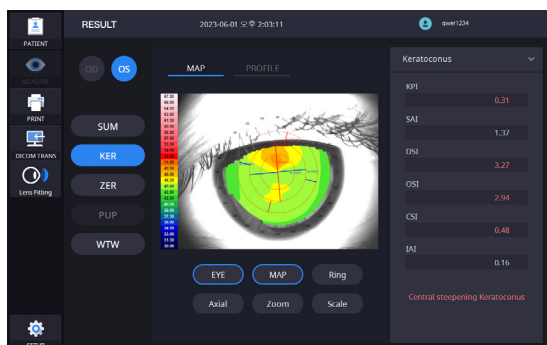 RESULT
2023-06-01 오후 2:03:11
qwer1234
PATIENT
MEASURE
PRINT
DICOM TRANS
Lens Fitting
SETUP
OD
OS
SUM
KER
ZER
PUP
WTW
MAP
PROFILE
EYE
MAP
Ring
Axial
Zoom
Scale
Keratoconus
KPI
0.31
SAI
1.37
DSI
3.27
OSI
2.94
CSI
0.48
IAI
0.16
Central steepening Keratoconus